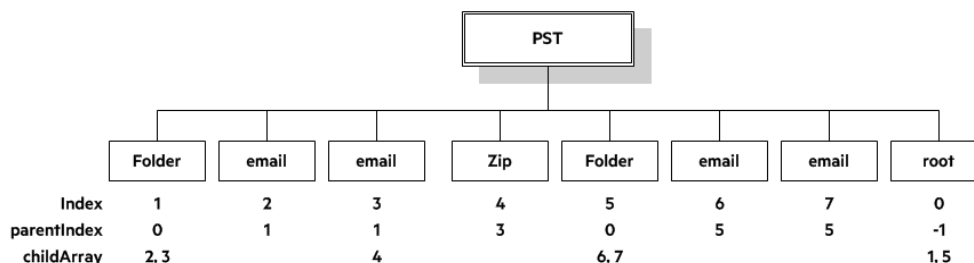 PST
Folder email email Zip Folder email email root
Index 1 2 3 4 5 6 7 0
parentIndex 0 1 1 3 0 5 5 -1
childArray 2, 3 4 6, 7 1, 5